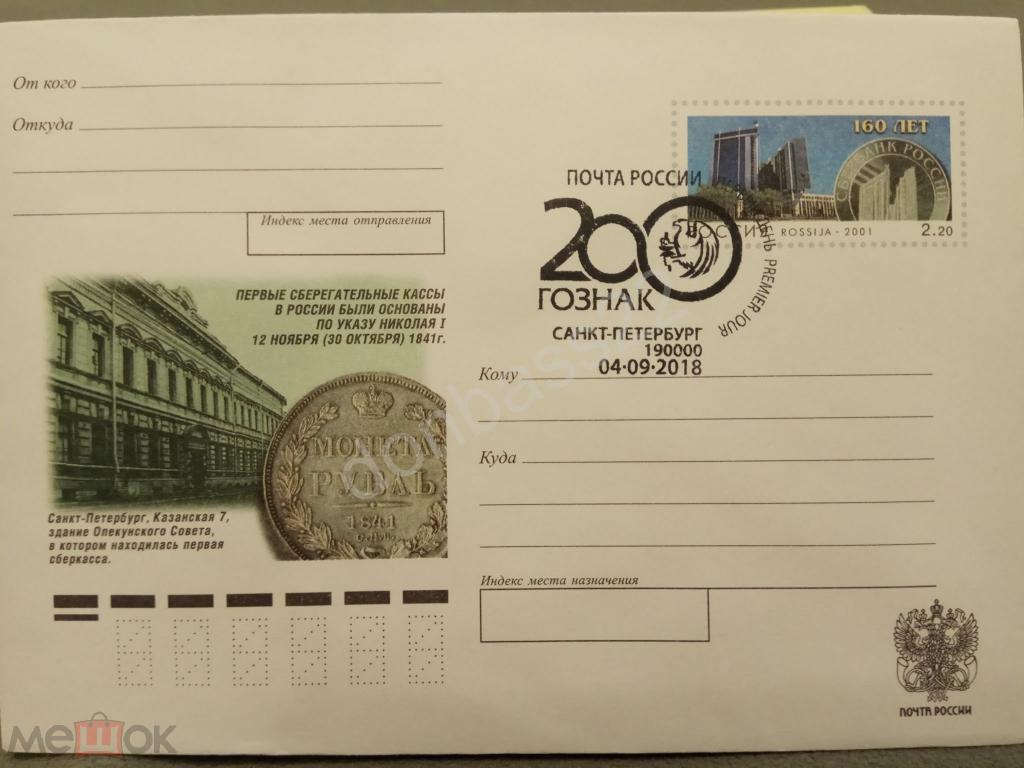 От кого
Откуда
Индекс места отправления
160 ЛЕТ
СБЕРБАНК РОССИИ
РОССИЯ ROSSIJA · 2001 2.20
ПОЧТА РОССИИ
200
ГОЗНАК
САНКТ-ПЕТЕРБУРГ
190000
04·09·2018
ДЕНЬ PREMIER JOUR
ПЕРВЫЕ СБЕРЕГАТЕЛЬНЫЕ КАССЫ
В РОССИИ БЫЛИ ОСНОВАНЫ
ПО УКАЗУ НИКОЛАЯ I
12 НОЯБРЯ (30 ОКТЯБРЯ) 1841г.
МОНЕТА
РУБЛЬ
1841
Санкт-Петербург, Казанская 7,
здание Опекунского Совета,
в котором находилась первая
сберкасса.
Кому
Куда
Индекс места назначения
ПОЧТА РОССИИ
мешок